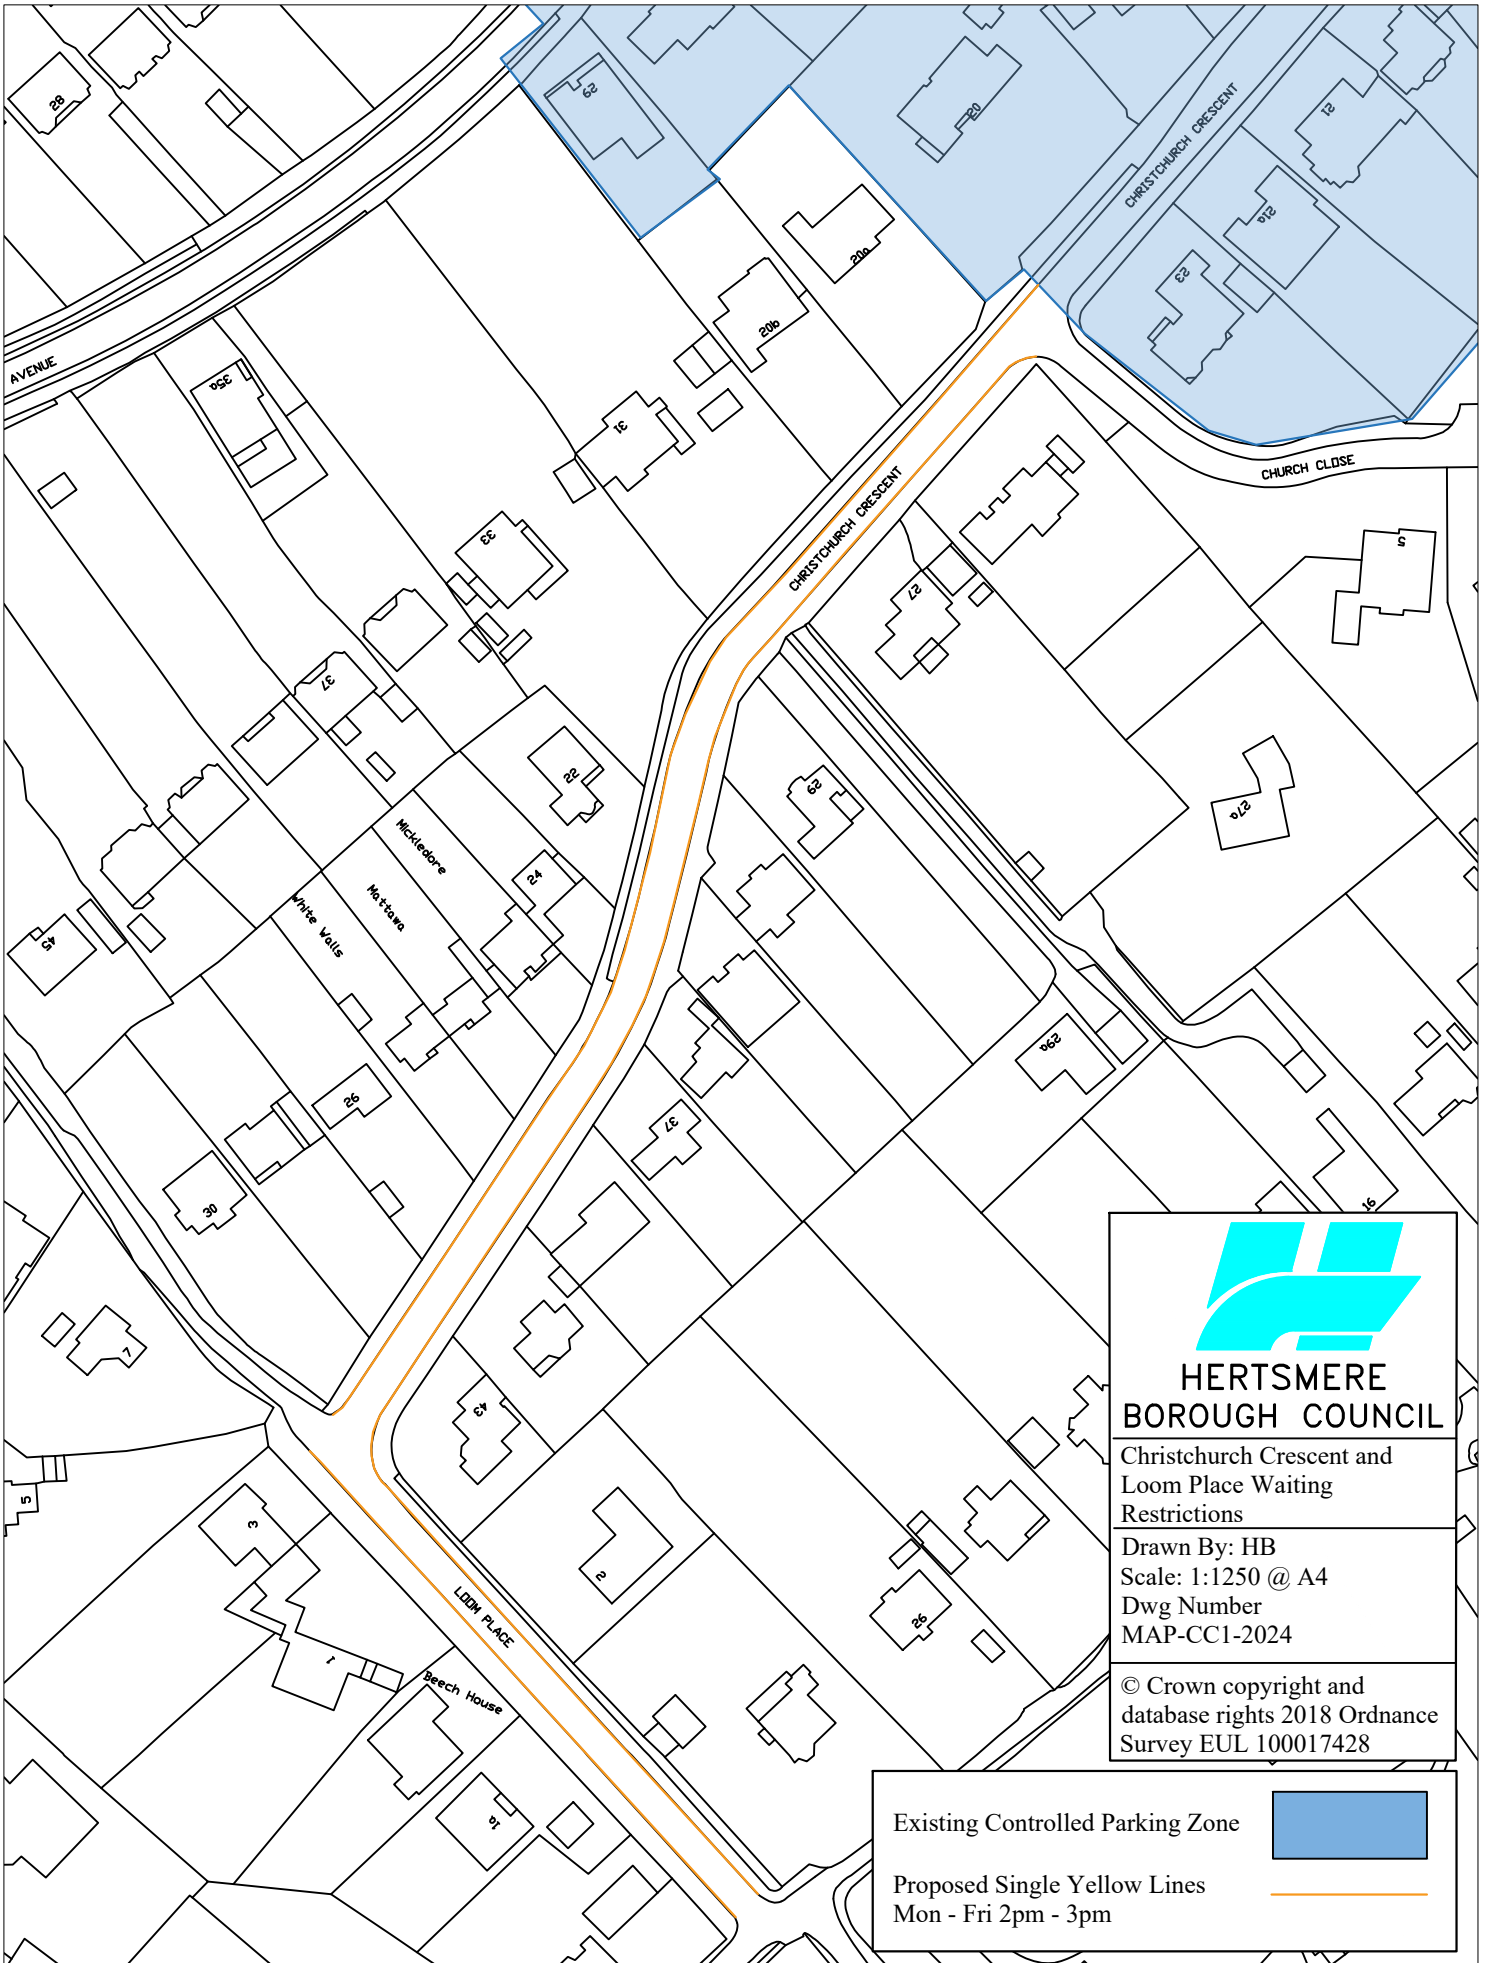 28
29
20
CHRISTCHURCH CRESCENT
21
21a
23
20a
20b
AVENUE
35a
31
33
CHRISTCHURCH CRESCENT
CHURCH CLOSE
5
27
37
22
29
27a
Mickledore
Mattawa
White Walls
24
45
26
30
29a
37
16
7
43
5
3
2
LOOM PLACE
1
Beech House
26
1a
HERTSMERE
BOROUGH COUNCIL
Christchurch Crescent and
Loom Place Waiting
Restrictions
Drawn By: HB
Scale: 1:1250 @ A4
Dwg Number
MAP-CC1-2024
© Crown copyright and
database rights 2018 Ordnance
Survey EUL 100017428
Existing Controlled Parking Zone
Proposed Single Yellow Lines
Mon - Fri 2pm - 3pm